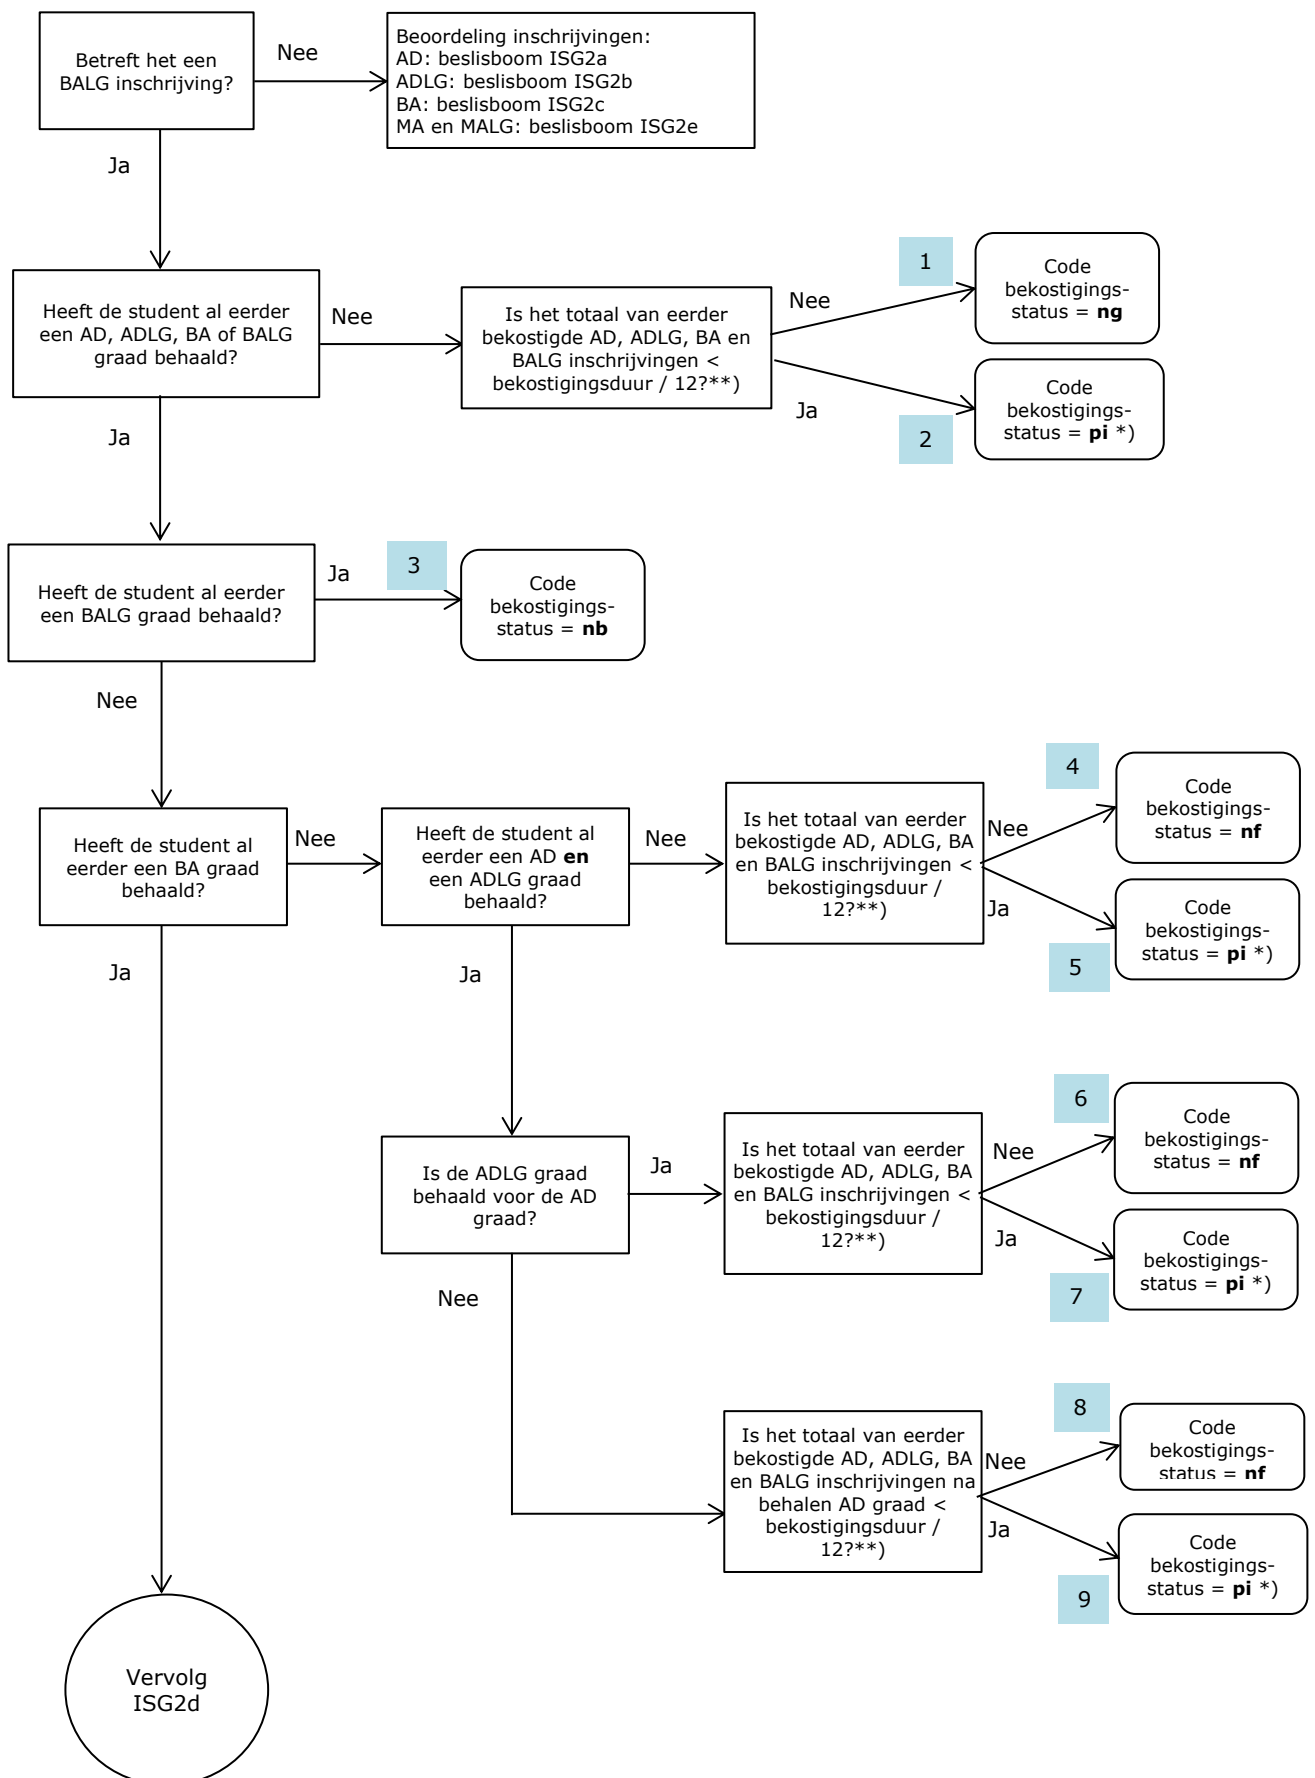 Betreft het een
BALG inschrijving?
Nee
Beoordeling inschrijvingen:
AD: beslisboom ISG2a
ADLG: beslisboom ISG2b
BA: beslisboom ISG2c
MA en MALG: beslisboom ISG2e
Ja
Heeft de student al eerder
een AD, ADLG, BA of BALG
graad behaald?
Nee
Is het totaal van eerder
bekostigde AD, ADLG, BA en
BALG inschrijvingen <
bekostigingsduur / 12?**)
Nee
1
Code
bekostigings-
status = ng
Ja
2
Code
bekostigings-
status = pi *)
Ja
Heeft de student al eerder
een BALG graad behaald?
Ja
3
Code
bekostigings-
status = nb
Nee
Heeft de student al
eerder een BA graad
behaald?
Nee
Heeft de student al
eerder een AD en
een ADLG graad
behaald?
Nee
Is het totaal van eerder
bekostigde AD, ADLG, BA
en BALG inschrijvingen <
bekostigingsduur /
12?**)
Nee
4
Code
bekostigings-
status = nf
Ja
5
Code
bekostigings-
status = pi *)
Ja
Ja
Is de ADLG graad
behaald voor de AD
graad?
Ja
Is het totaal van eerder
bekostigde AD, ADLG, BA
en BALG inschrijvingen <
bekostigingsduur /
12?**)
Nee
6
Code
bekostigings-
status = nf
Ja
7
Code
bekostigings-
status = pi *)
Nee
Is het totaal van eerder
bekostigde AD, ADLG, BA
en BALG inschrijvingen na
behalen AD graad <
bekostigingsduur /
12?**)
Nee
8
Code
bekostigings-
status = nf
Ja
9
Code
bekostigings-
status = pi *)
Vervolg
ISG2d